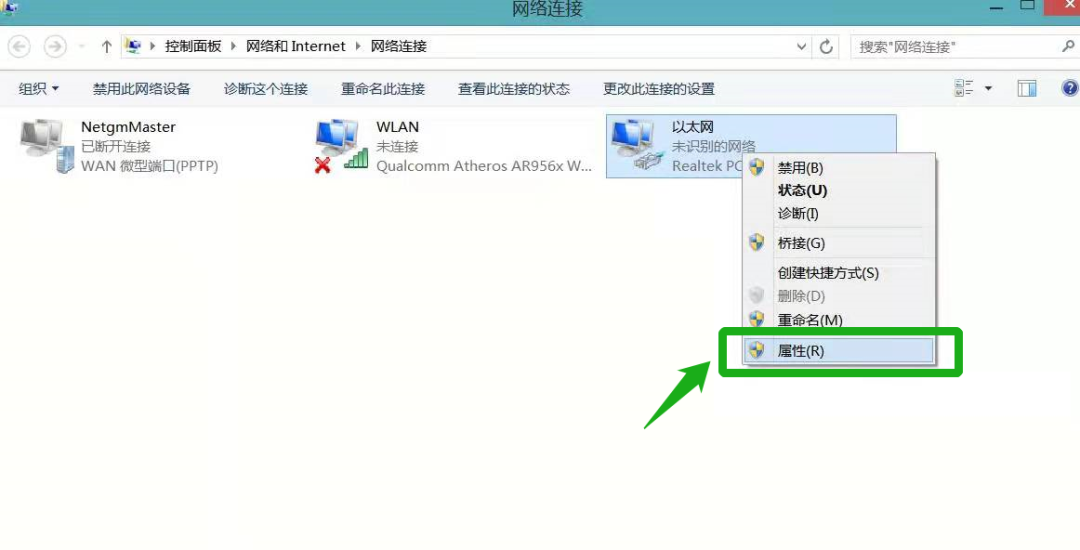 网络连接
控制面板 网络和 Internet 网络连接
搜索"网络连接"
组织 禁用此网络设备 诊断这个连接 重命名此连接 查看此连接的状态 更改此连接的设置
NetgmMaster
已断开连接
WAN 微型端口(PPTP)
WLAN
未连接
Qualcomm Atheros AR956x W...
以太网
未识别的网络
Realtek PC
禁用(B)
状态(U)
诊断(I)
桥接(G)
创建快捷方式(S)
删除(D)
重命名(M)
属性(R)